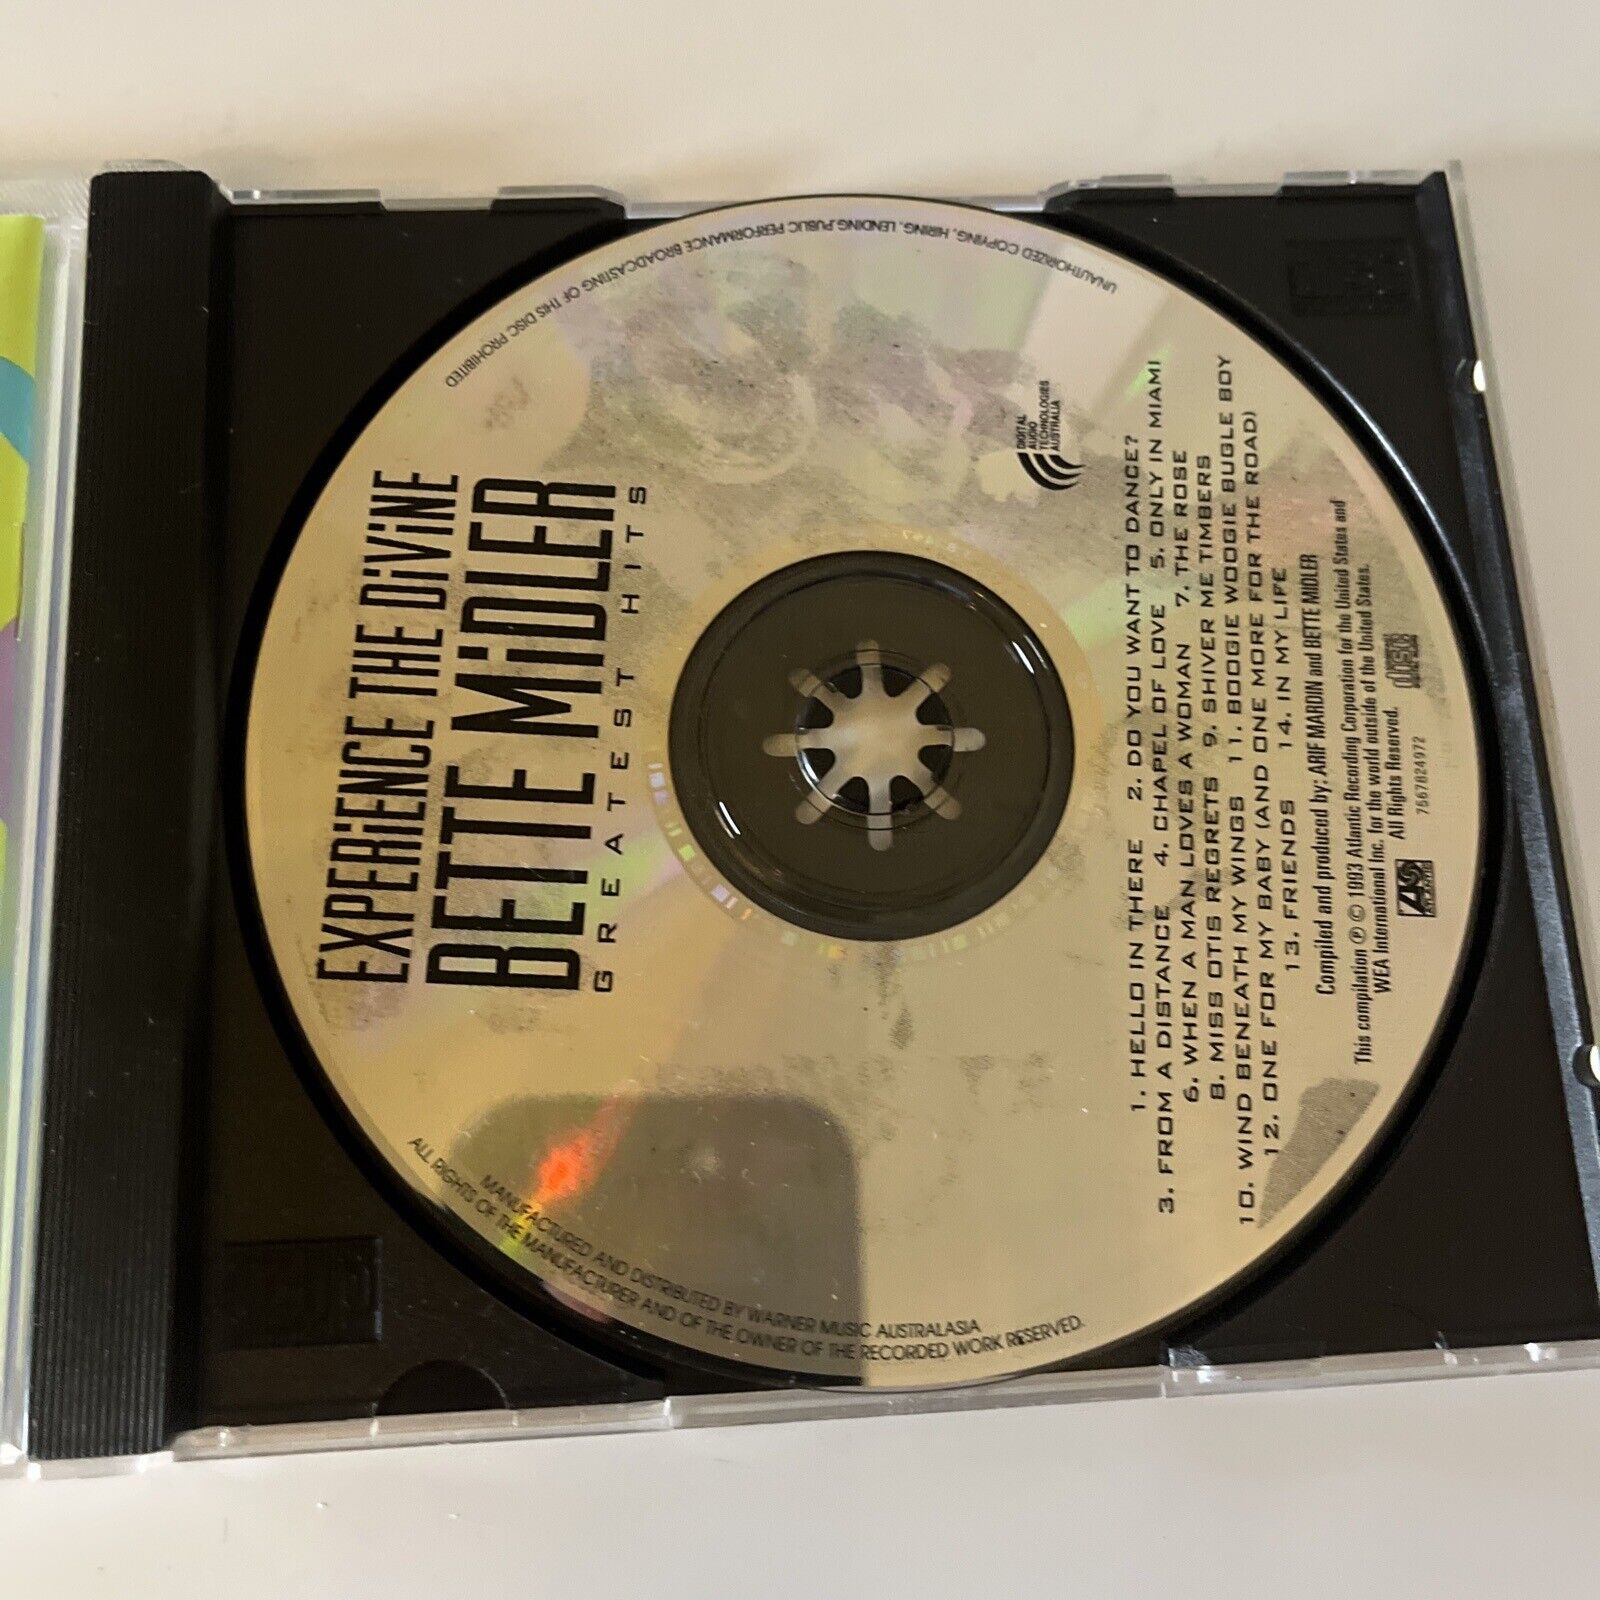 EXPERiENCE THE DiViNE
BETTE MiDLER
GREATEST HITS
UNAUTHORIZED COPYING, HIRING, LENDING, PUBLIC PERFORMANCE BROADCASTING OF THIS DISC PROHIBITED
DIGITAL
AUDIO
TECHNOLOGIES
AUSTRALIA
1. HELLO IN THERE 2. DO YOU WANT TO DANCE?
3. FROM A DISTANCE 4. CHAPEL OF LOVE 5. ONLY IN MIAMI
6. WHEN A MAN LOVES A WOMAN 7. THE ROSE
8. MISS OTIS REGRETS 9. SHIVER ME TIMBERS
10. WIND BENEATH MY WINGS 11. BOOGIE WOOGIE BUGLE BOY
12. ONE FOR MY BABY (AND ONE MORE FOR THE ROAD)
13. FRIENDS 14. IN MY LIFE
Compiled and produced by: ARIF MARDIN and BETTE MIDLER
This compilation ℗ © 1993 Atlantic Recording Corporation for the United States and
WEA International Inc. for the world outside of the United States.
All Rights Reserved.
7567824972
ATLANTIC
COMPACT
disc
DIGITAL AUDIO
MANUFACTURED AND DISTRIBUTED BY WARNER MUSIC AUSTRALASIA
ALL RIGHTS OF THE MANUFACTURER AND OF THE OWNER OF THE RECORDED WORK RESERVED.